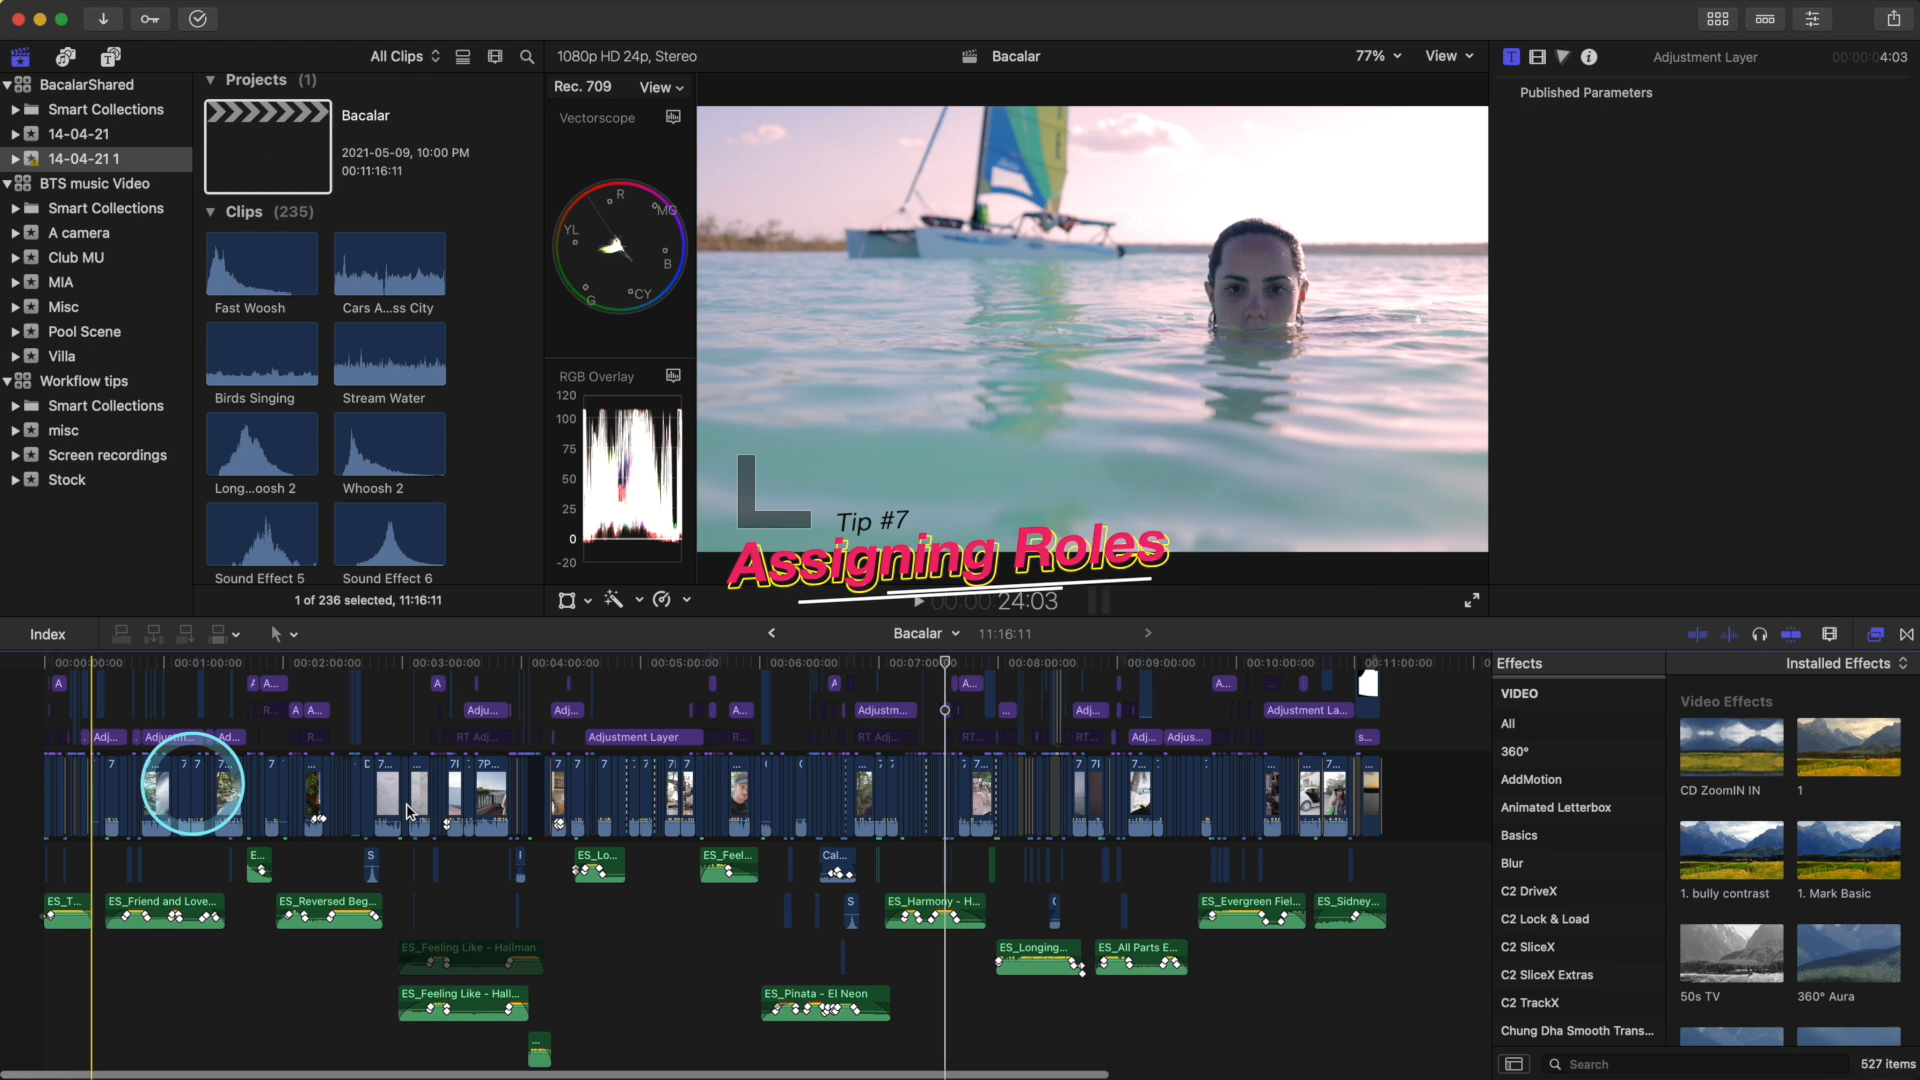 All Clips
1080p HD 24p, Stereo
Bacalar
77%
View
Adjustment Layer
4:03
BacalarShared
Smart Collections
14-04-21
14-04-21 1
BTS music Video
Smart Collections
A camera
Club MU
MIA
Misc
Pool Scene
Villa
Workflow tips
Smart Collections
misc
Screen recordings
Stock
Projects (1)
Bacalar
2021-05-09, 10:00 PM
00:11:16:11
Clips (235)
Fast Woosh
Cars A...ss City
Birds Singing
Stream Water
Long...oosh 2
Whoosh 2
Sound Effect 5
Sound Effect 6
1 of 236 selected, 11:16:11
Rec. 709
View
Vectorscope
R
MG
YL
B
G
CY
RGB Overlay
120
100
75
50
25
0
-20
Tip #7
Assigning Roles
24:03
Published Parameters
Index
Bacalar
11:16:11
00:00:00:00
00:01:00:00
00:02:00:00
00:03:00:00
00:04:00:00
00:05:00:00
00:06:00:00
00:07:00:00
00:08:00:00
00:09:00:00
00:10:00:00
00:11:00:00
A
A...
A
A...
A...
A
A...
Adju...
Adj...
A...
Adjustm...
...
Adj...
Adjustment La...
Adj...
Adjustm...
Ad...
R...
RT Adj...
Adjustment Layer
R...
RT Adj...
RT...
RT...
Adj...
Adjus...
s...
E...
S
ES_Lo...
ES_Feel...
Cal...
ES_T...
ES_Friend and Love...
ES_Reversed Beg...
S
ES_Harmony - H...
ES_Evergreen Fiel...
ES_Sidney...
ES_Feeling Like - Hallman
ES_Longing...
ES_All Parts E...
ES_Feeling Like - Hall...
ES_Pinata - El Neon
...
Effects
Installed Effects
VIDEO
All
360°
AddMotion
Animated Letterbox
Basics
Blur
C2 DriveX
C2 Lock & Load
C2 SliceX
C2 SliceX Extras
C2 TrackX
Chung Dha Smooth Trans...
Video Effects
CD ZoomIN IN
1
1. bully contrast
1. Mark Basic
50s TV
360° Aura
Search
527 items